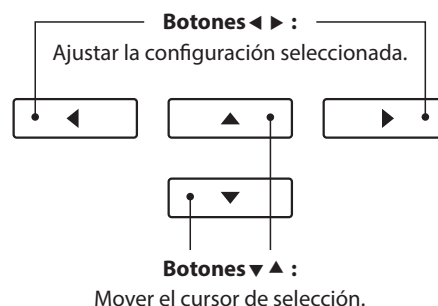 Botones ◀ ▶ :
Ajustar la configuración seleccionada.
Botones ▼ ▲ :
Mover el cursor de selección.